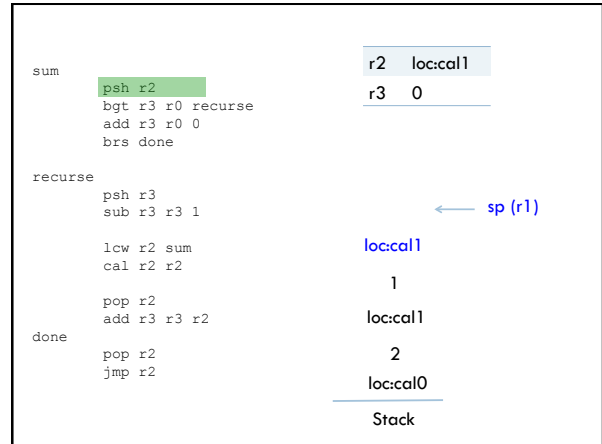 sum
psh r2
bgt r3 r0 recurse
add r3 r0 0
brs done
recurse
psh r3
sub r3 r3 1
lcw r2 sum
cal r2 r2
pop r2
add r3 r3 r2
done
pop r2
jmp r2
r2 loc:cal1
r3 0
sp (r1)
loc:cal1
1
loc:cal1
2
loc:cal0
Stack